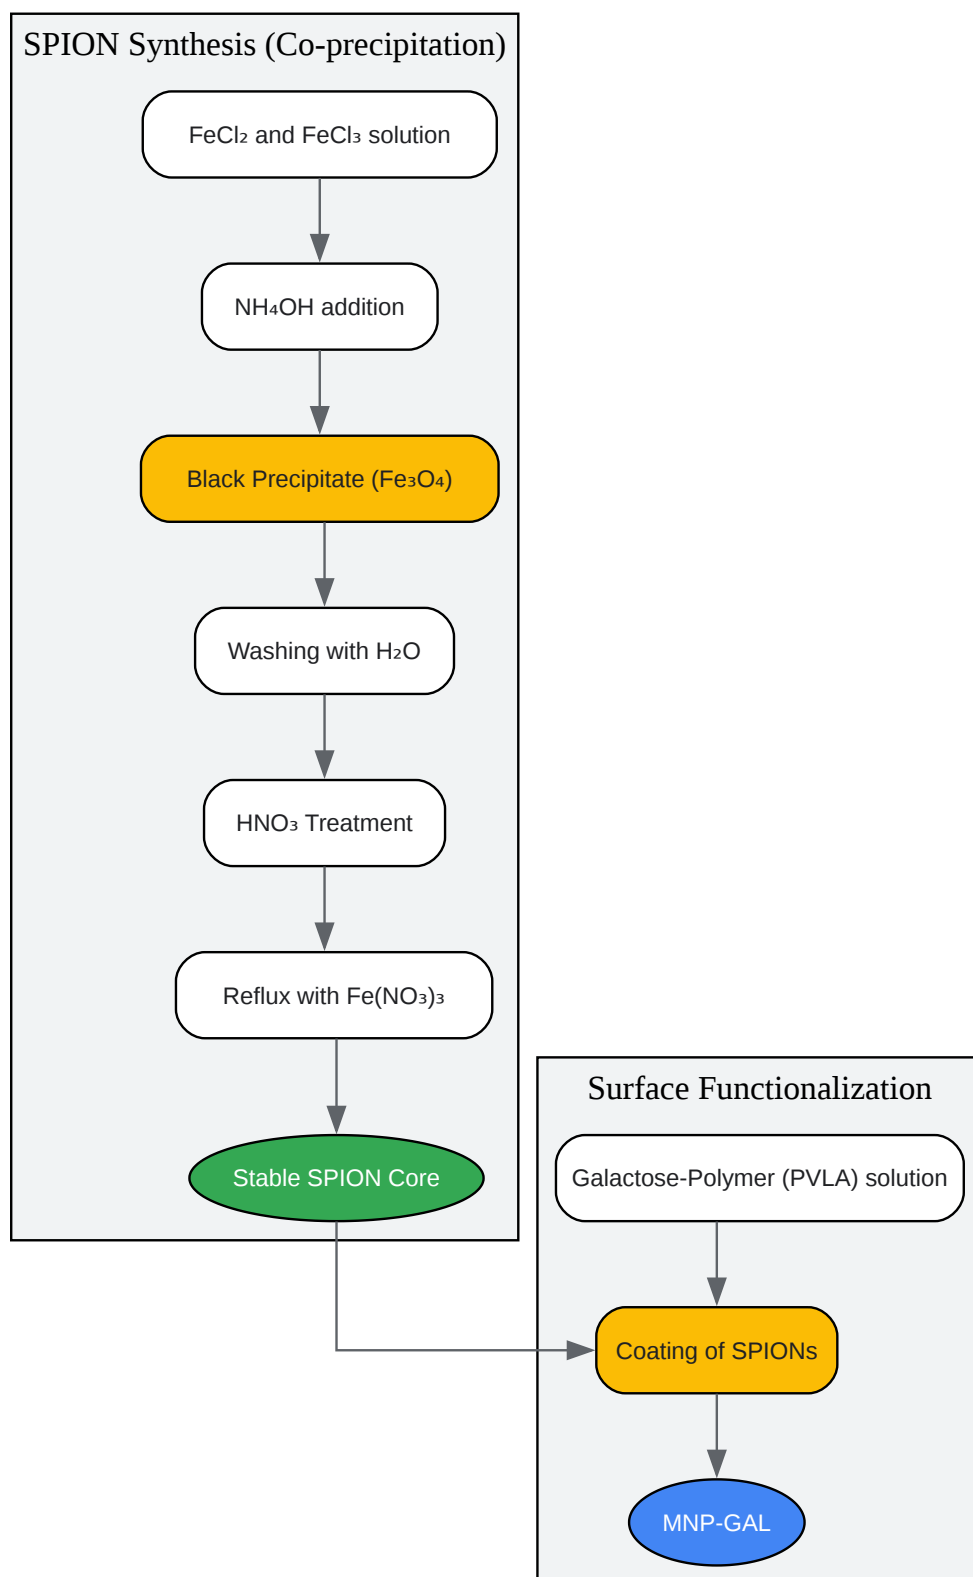 SPION Synthesis (Co-precipitation)
FeCl₂ and FeCl₃ solution
NH₄OH addition
Black Precipitate (Fe₃O₄)
Washing with H₂O
HNO₃ Treatment
Reflux with Fe(NO₃)₃
Stable SPION Core
Surface Functionalization
Galactose-Polymer (PVLA) solution
Coating of SPIONs
MNP-GAL